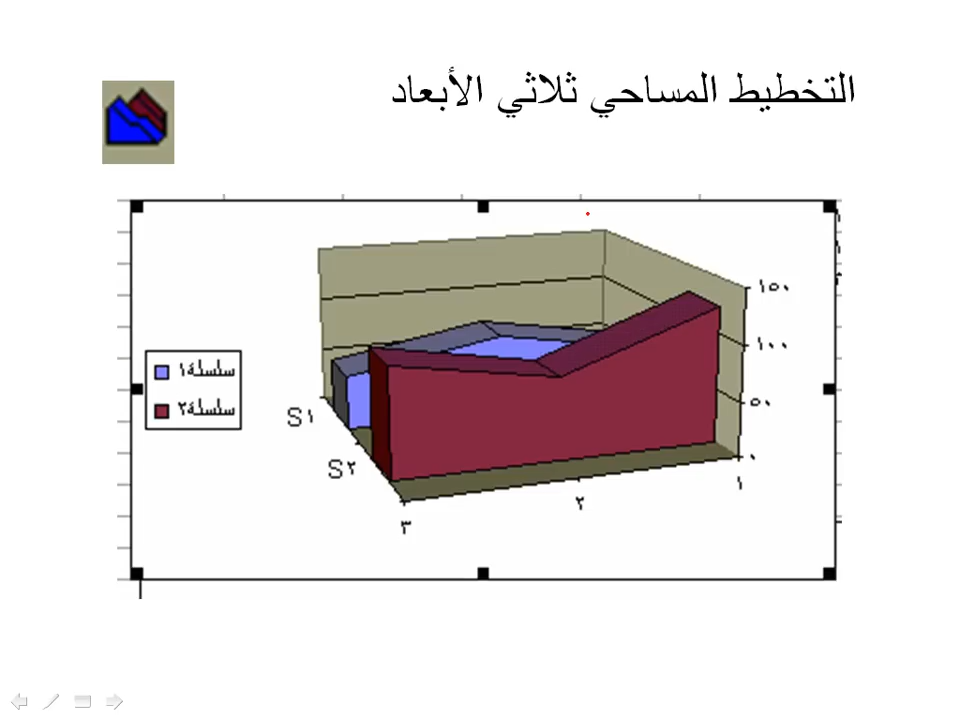 التخطيط المساحي ثلاثي الأبعاد
١٥٠
١٠٠
٥٠
٠
سلسلة١
سلسلة٢
S١
S٢
١
٢
٣